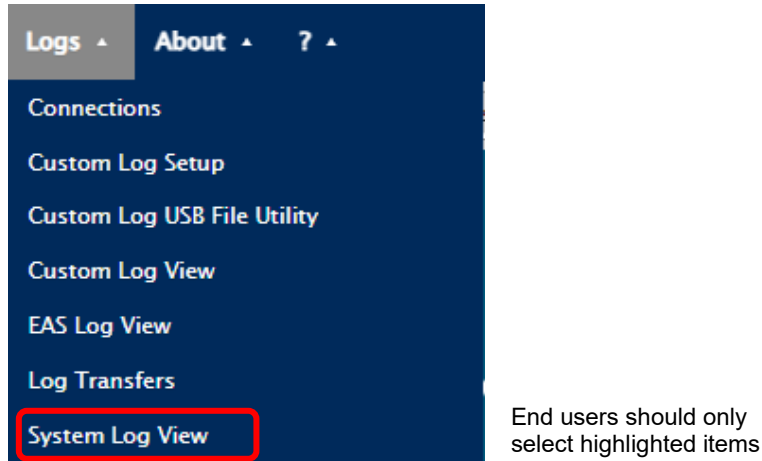 Logs About ?
Connections
Custom Log Setup
Custom Log USB File Utility
Custom Log View
EAS Log View
Log Transfers
System Log View
End users should only
select highlighted items